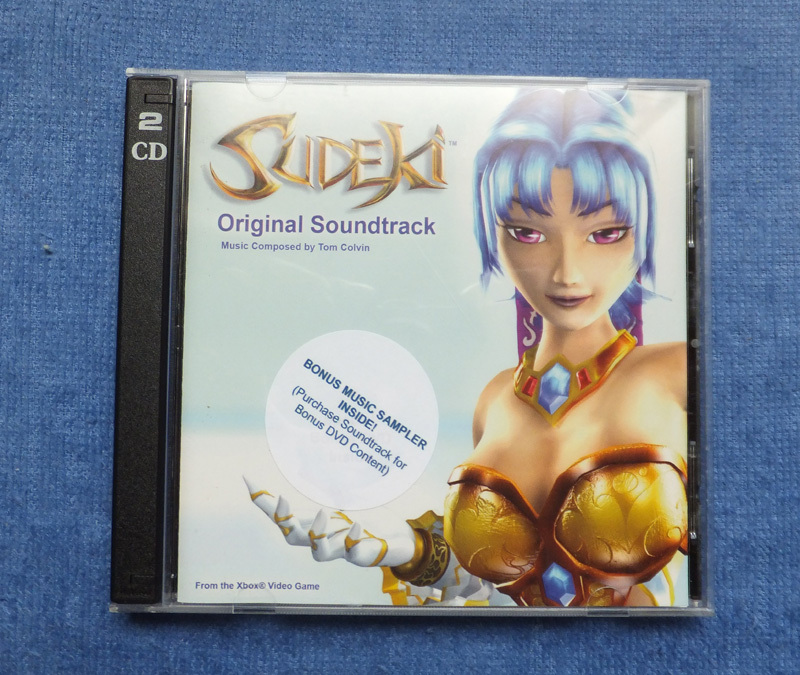 2
CD
SUDEKI™
Original Soundtrack
Music Composed by Tom Colvin
BONUS MUSIC SAMPLER
INSIDE!
(Purchase Soundtrack for
Bonus DVD Content)
From the Xbox® Video Game